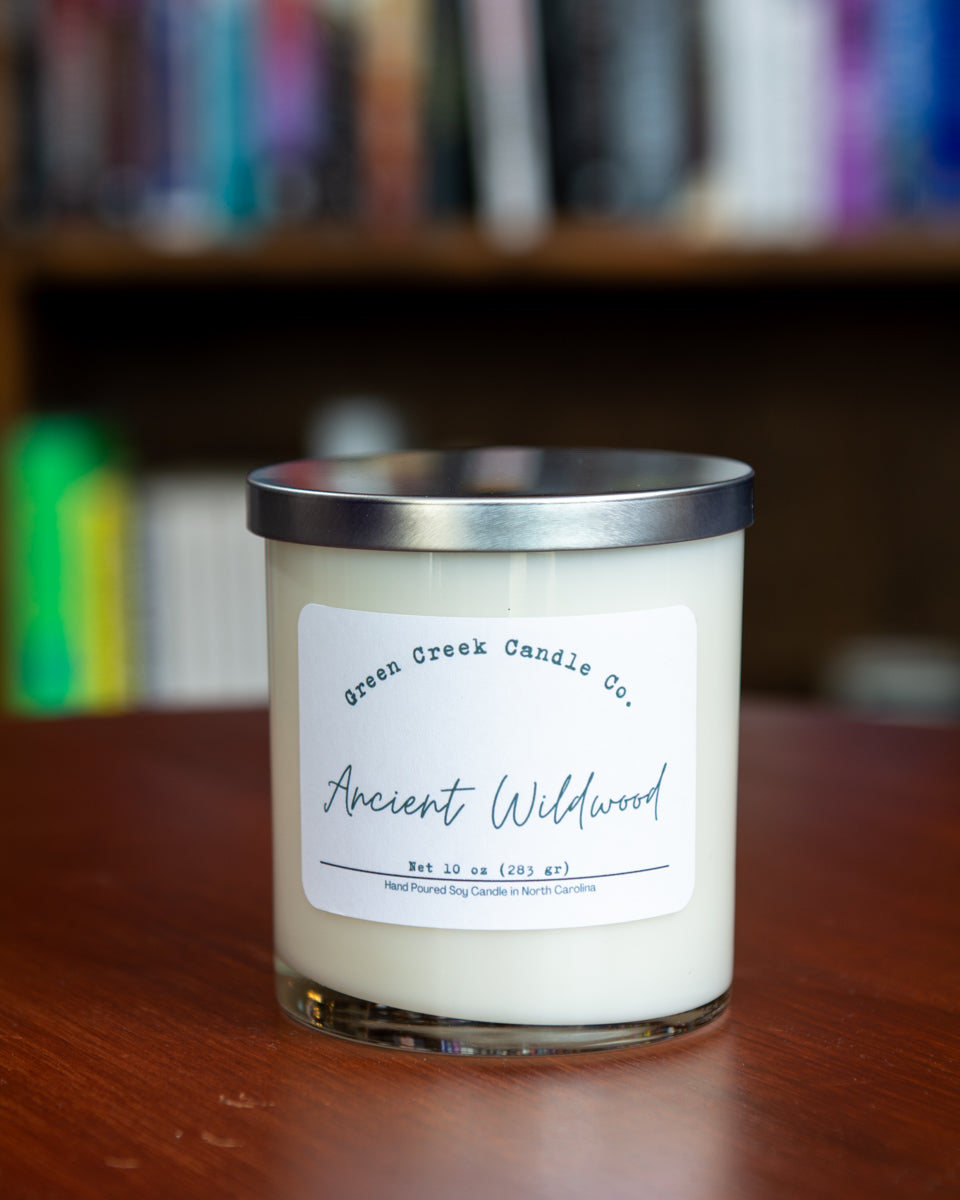 Green Creek Candle Co.
Ancient Wildwood
Net 10 oz (283 gr)
Hand Poured Soy Candle in North Carolina